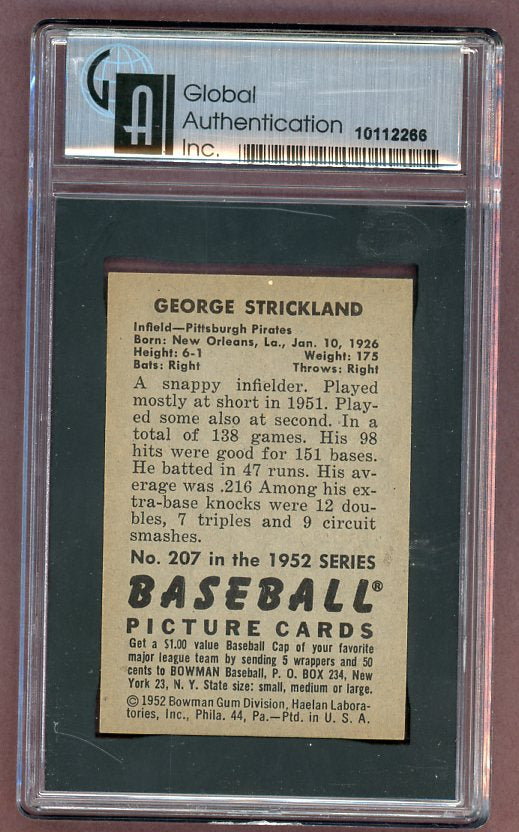 GA
Global
Authentication
Inc.
10112266
GEORGE STRICKLAND
Infield—Pittsburgh Pirates
Born: New Orleans, La., Jan. 10, 1926
Height: 6-1 Weight: 175
Bats: Right Throws: Right
A snappy infielder. Played
mostly at short in 1951. Play-
ed some also at second. In a
total of 138 games. His 98
hits were good for 151 bases.
He batted in 47 runs. His av-
erage was .216 Among his ex-
tra-base knocks were 12 dou-
bles, 7 triples and 9 circuit
smashes.
No. 207 in the 1952 SERIES
BASEBALL®
PICTURE CARDS
Get a $1.00 value Baseball Cap of your favorite
major league team by sending 5 wrappers and 50
cents to BOWMAN Baseball, P. O. BOX 234, New
York 23, N. Y. State size: small, medium or large.
© 1952 Bowman Gum Division, Haelan Labora-
tories, Inc., Phila. 44, Pa.—Ptd. in U. S. A.